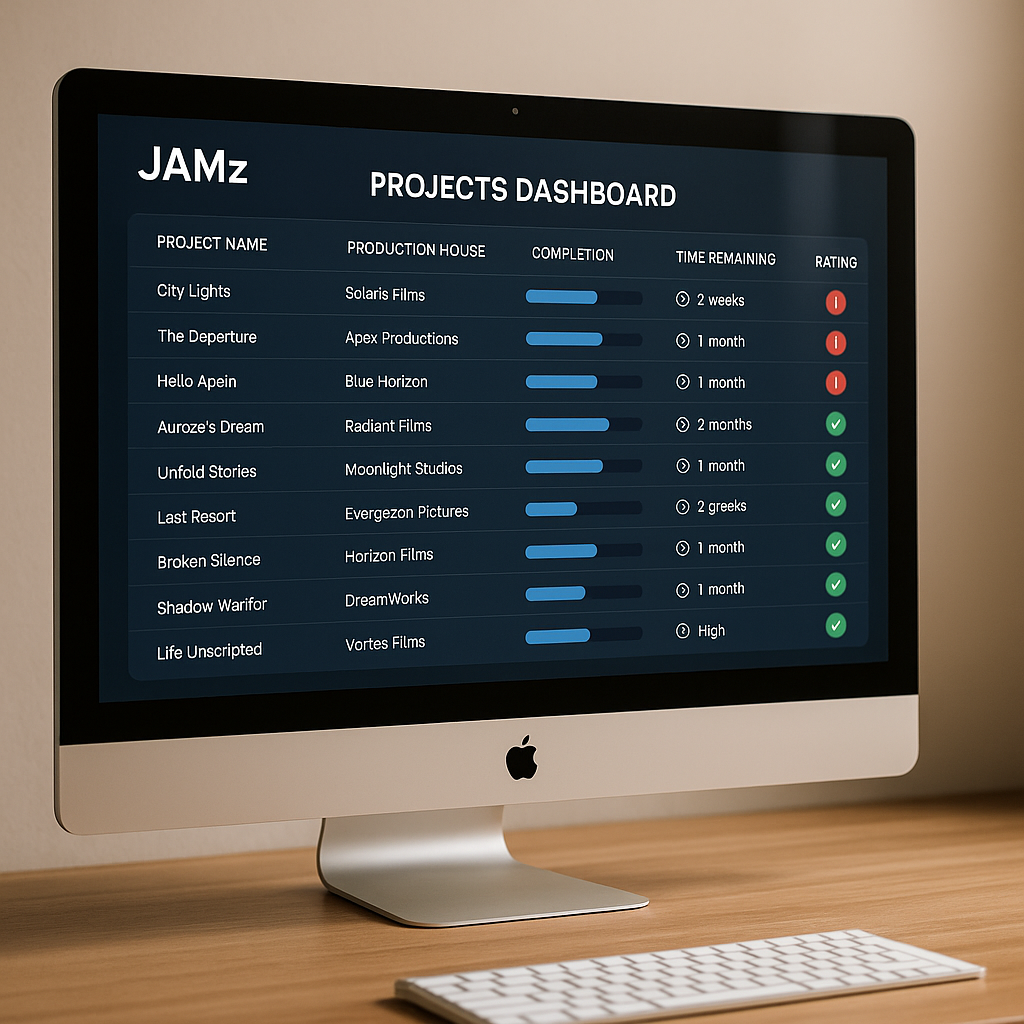 JAMz
PROJECTS DASHBOARD
PROJECT NAME PRODUCTION HOUSE COMPLETION TIME REMAINING RATING
City Lights Solaris Films 2 weeks
The Deperture Apex Productions 1 month
Hello Apein Blue Horizon 1 month
Auroze's Dream Radiant Films 2 months
Unfold Stories Moonlight Studios 1 month
Last Resort Evergezon Pictures 2 greeks
Broken Silence Horizon Films 1 month
Shadow Warifor DreamWorks 1 month
Life Unscripted Vortes Films High